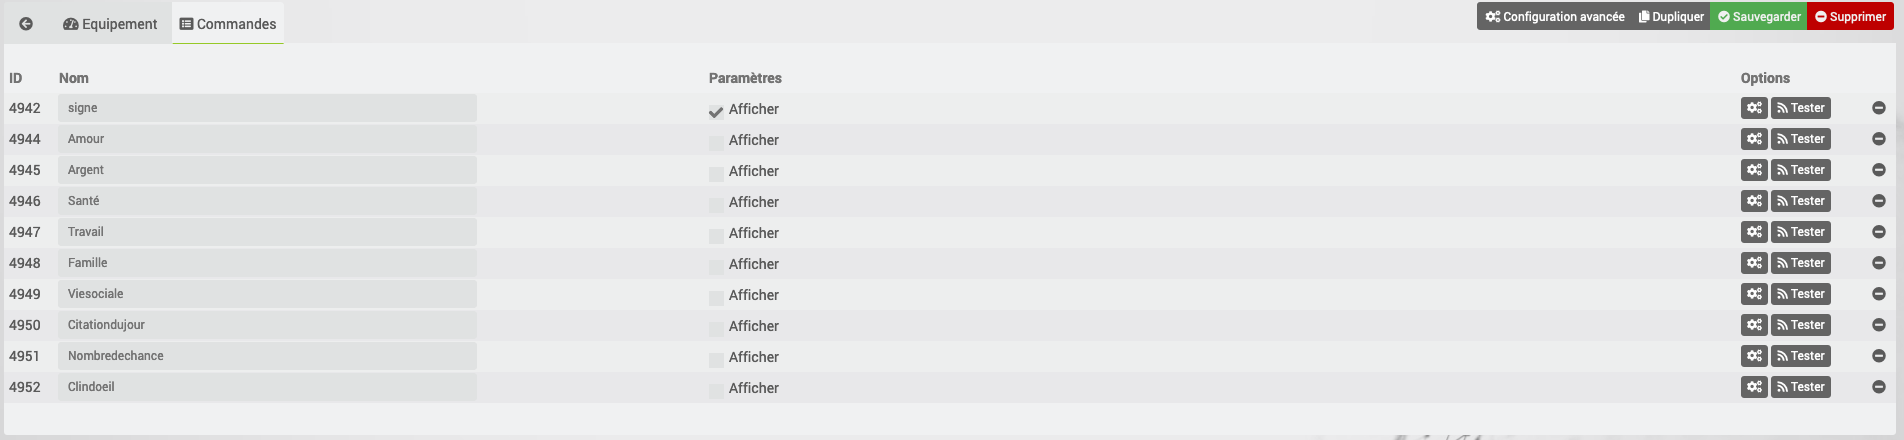 Equipement Commandes Configuration avancée Dupliquer Sauvegarder Supprimer
ID Nom Paramètres Options
4942 signe Afficher Tester
4944 Amour Afficher Tester
4945 Argent Afficher Tester
4946 Santé Afficher Tester
4947 Travail Afficher Tester
4948 Famille Afficher Tester
4949 Viesociale Afficher Tester
4950 Citationdujour Afficher Tester
4951 Nombredechance Afficher Tester
4952 Clindoeil Afficher Tester